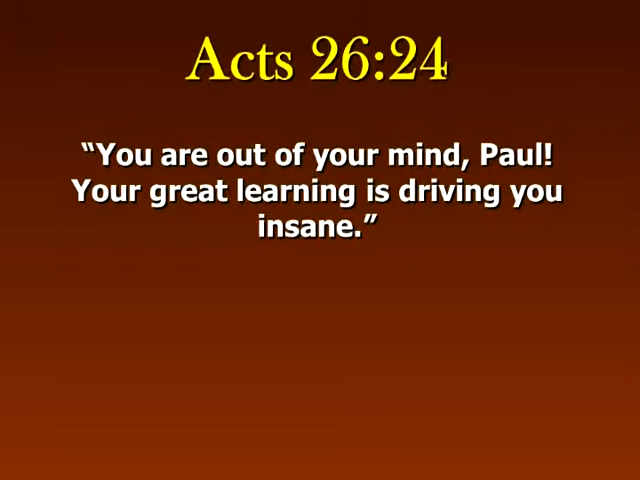 Acts 26:24
“You are out of your mind, Paul!
Your great learning is driving you
insane.”